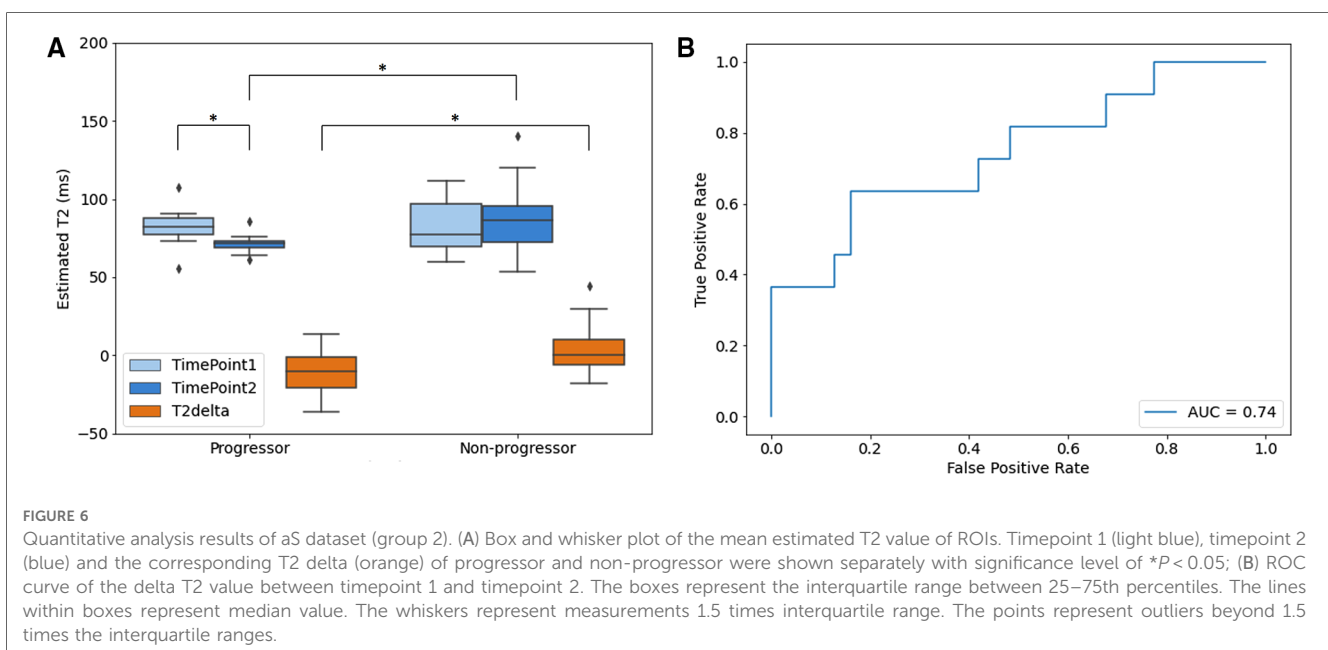 A
B
200
150
100
50
0
−50
Estimated T2 (ms)
*
*
*
TimePoint1
TimePoint2
T2delta
Progressor
Non-progressor
1.0
0.8
0.6
0.4
0.2
0.0
True Positive Rate
AUC = 0.74
0.0
0.2
0.4
0.6
0.8
1.0
False Positive Rate
FIGURE 6
Quantitative analysis results of aS dataset (group 2). (A) Box and whisker plot of the mean estimated T2 value of ROIs. Timepoint 1 (light blue), timepoint 2
(blue) and the corresponding T2 delta (orange) of progressor and non-progressor were shown separately with significance level of *P < 0.05; (B) ROC
curve of the delta T2 value between timepoint 1 and timepoint 2. The boxes represent the interquartile range between 25–75th percentiles. The lines
within boxes represent median value. The whiskers represent measurements 1.5 times interquartile range. The points represent outliers beyond 1.5
times the interquartile ranges.